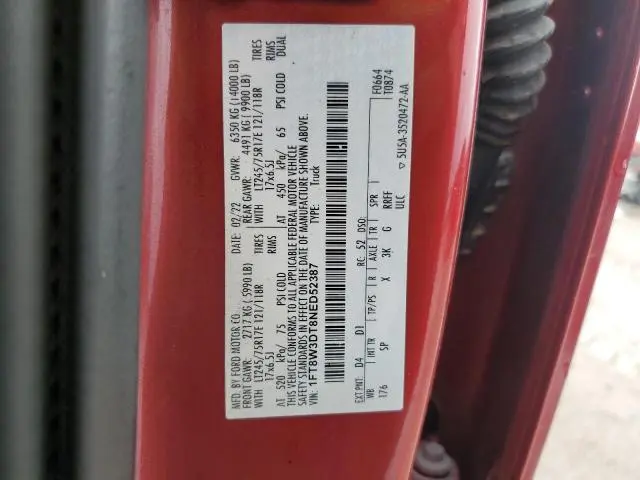 MFD. BY FORD MOTOR CO.
DATE: 02/22 GVWR: 6350 KG (14000 LB)
FRONT GAWR: 2717 KG (5990 LB) REAR GAWR: 4491 KG (9900 LB)
WITH LT245/75R17E 121/118R TIRES WITH LT245/75R17E 121/118R TIRES
17x6.5J RIMS 17x6.5J RIMS
AT 520 kPa/ 75 PSI COLD AT 450 kPa/ 65 PSI COLD DUAL
THIS VEHICLE CONFORMS TO ALL APPLICABLE FEDERAL MOTOR VEHICLE
SAFETY STANDARDS IN EFFECT ON THE DATE OF MANUFACTURE SHOWN ABOVE.
VIN: 1FT8W3DT8NED52387 TYPE: Truck
F0664
T0874
EXT PNT: D4 D1 RC: 52 DSO:
WB INT TR TP/PS R AXLE TR SPR
176 SP X 3K G RRFF
ULC
5U5A-3520472-AA